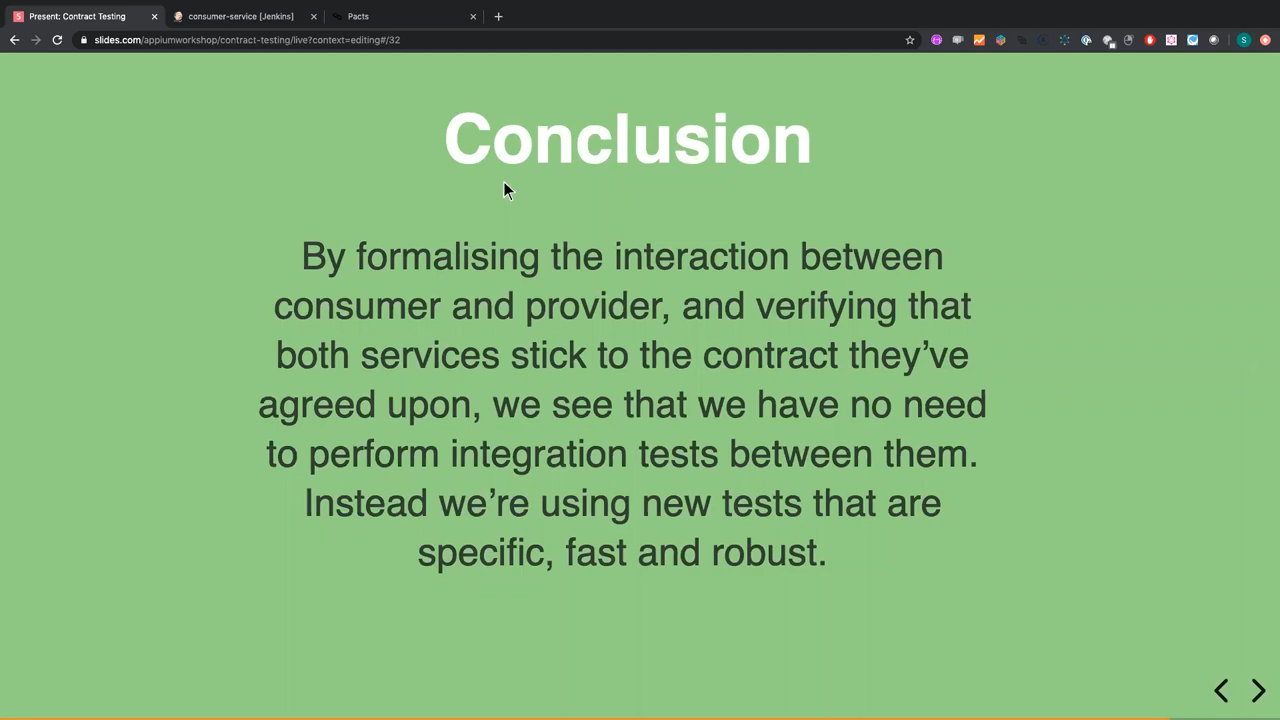 Present: Contract Testing
consumer-service [Jenkins]
Pacts
slides.com/appiumworkshop/contract-testing/live?context=editing#/32
S
Conclusion
By formalising the interaction between
consumer and provider, and verifying that
both services stick to the contract they’ve
agreed upon, we see that we have no need
to perform integration tests between them.
Instead we’re using new tests that are
specific, fast and robust.